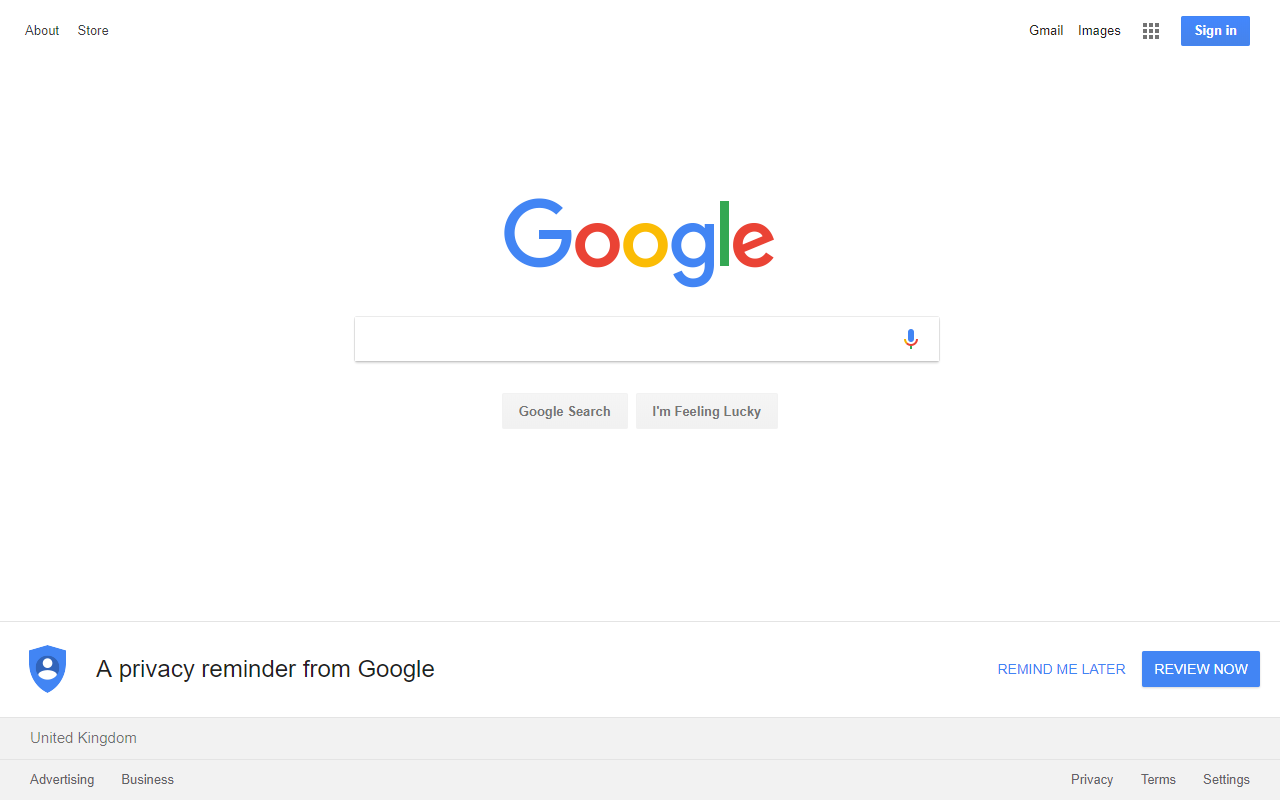 About Store Gmail Images Sign in
Google
Google Search I'm Feeling Lucky
A privacy reminder from Google REMIND ME LATER REVIEW NOW
United Kingdom
Advertising Business Privacy Terms Settings